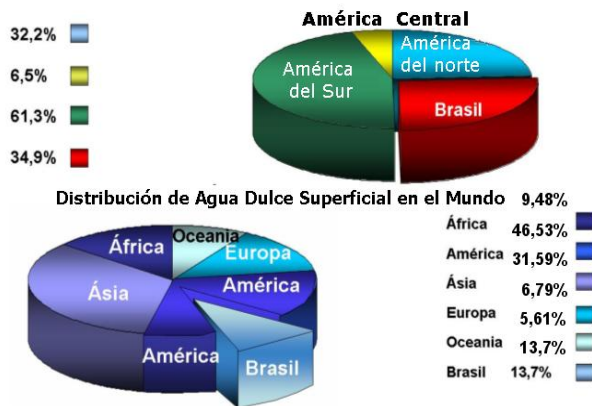 América Central
32,2%
6,5%
61,3%
34,9%
América del norte
América del Sur
Brasil
Distribución de Agua Dulce Superficial en el Mundo
9,48%
África 46,53%
América 31,59%
Ásia 6,79%
Europa 5,61%
Oceania 13,7%
Brasil 13,7%
África
Oceania
Europa
Ásia
América
América
Brasil